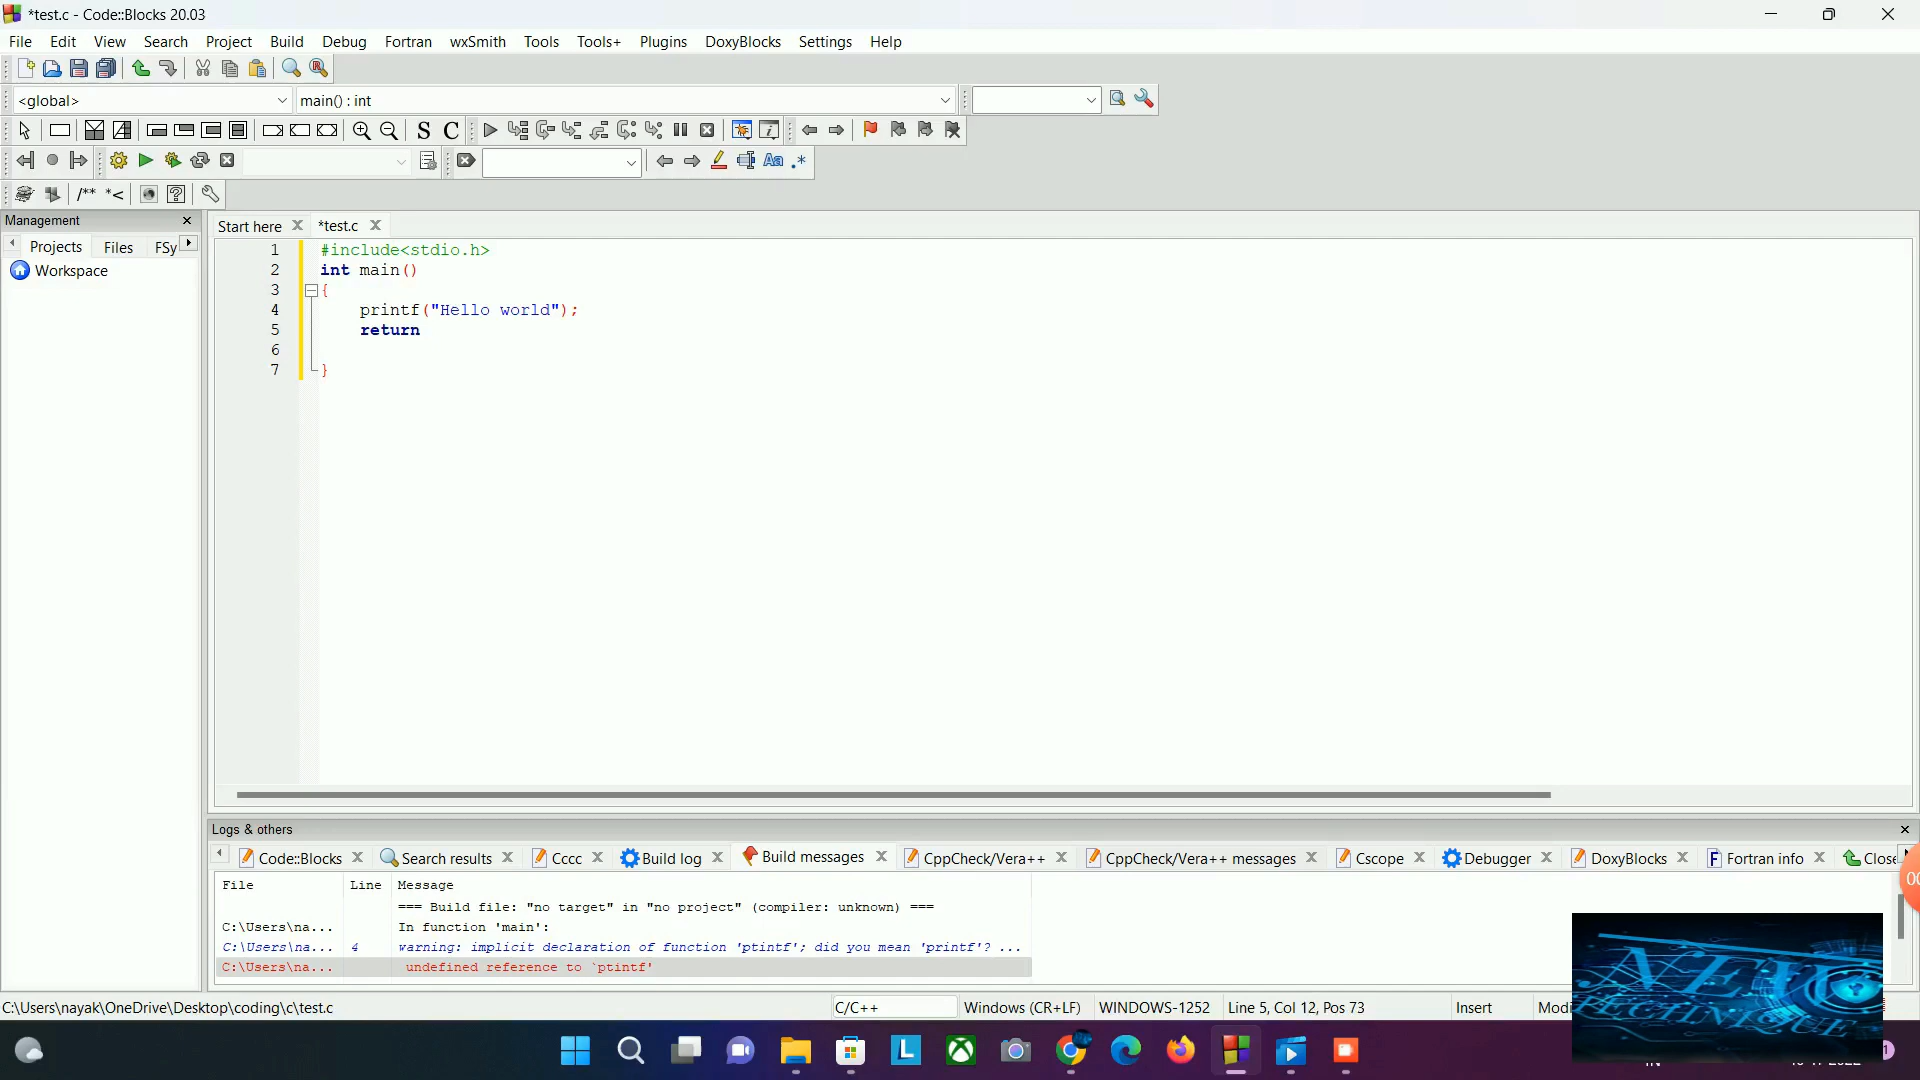 *test.c - Code::Blocks 20.03
File Edit View Search Project Build Debug Fortran wxSmith Tools Tools+ Plugins DoxyBlocks Settings Help
<global> main() : int
S C
Aa .*
/** *<
Management
Projects Files FSy
Workspace
Start here *test.c
1 #include<stdio.h>
2 int main()
3 {
4 printf("Hello world");
5 return
6
7 }
Logs & others
Code::Blocks Search results Cccc Build log Build messages CppCheck/Vera++ CppCheck/Vera++ messages Cscope Debugger DoxyBlocks Fortran info Close
File Line Message
=== Build file: "no target" in "no project" (compiler: unknown) ===
C:\Users\na... In function 'main':
C:\Users\na... 4 warning: implicit declaration of function 'ptintf'; did you mean 'printf'? ...
C:\Users\na... undefined reference to `ptintf'
00
C:\Users\nayak\OneDrive\Desktop\coding\c\test.c C/C++ Windows (CR+LF) WINDOWS-1252 Line 5, Col 12, Pos 73 Insert Modi
TECHNIQUE